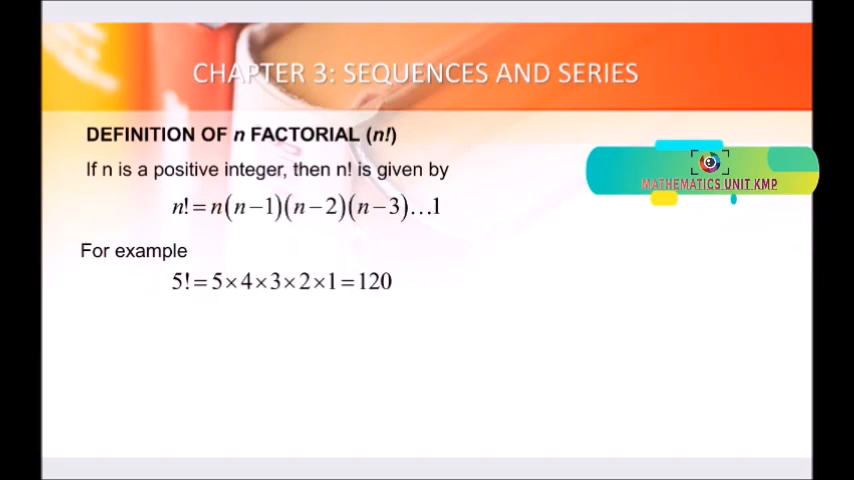 CHAPTER 3: SEQUENCES AND SERIES
DEFINITION OF n FACTORIAL (n!)
If n is a positive integer, then n! is given by
MATHEMATICS UNIT KMP
n! = n(n−1)(n−2)(n−3)…1
For example
5! = 5×4×3×2×1 = 120